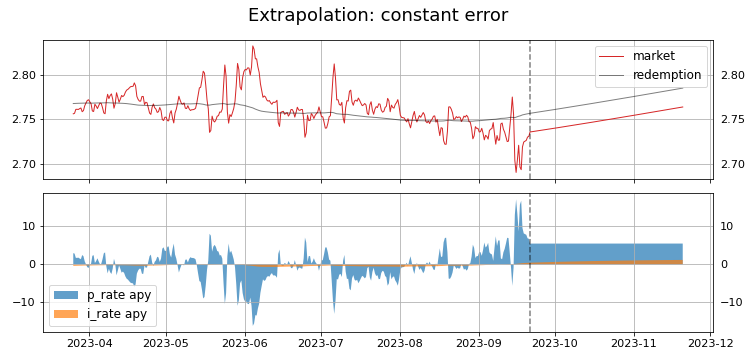 Extrapolation: constant error
2.80
2.75
2.70
market
redemption
2.80
2.75
2.70
10
0
−10
p_rate apy
i_rate apy
10
0
−10
2023-04 2023-05 2023-06 2023-07 2023-08 2023-09 2023-10 2023-11 2023-12